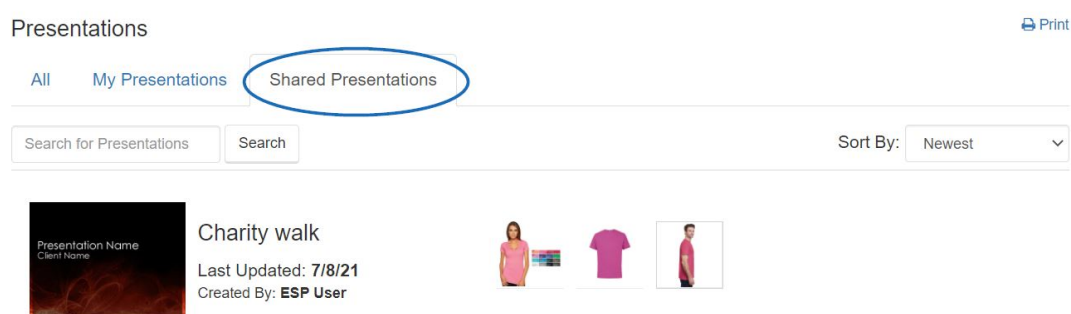 Presentations
Print
All
My Presentations
Shared Presentations
Search for Presentations
Search
Sort By:
Newest
Presentation Name
Client Name
Charity walk
Last Updated: 7/8/21
Created By: ESP User